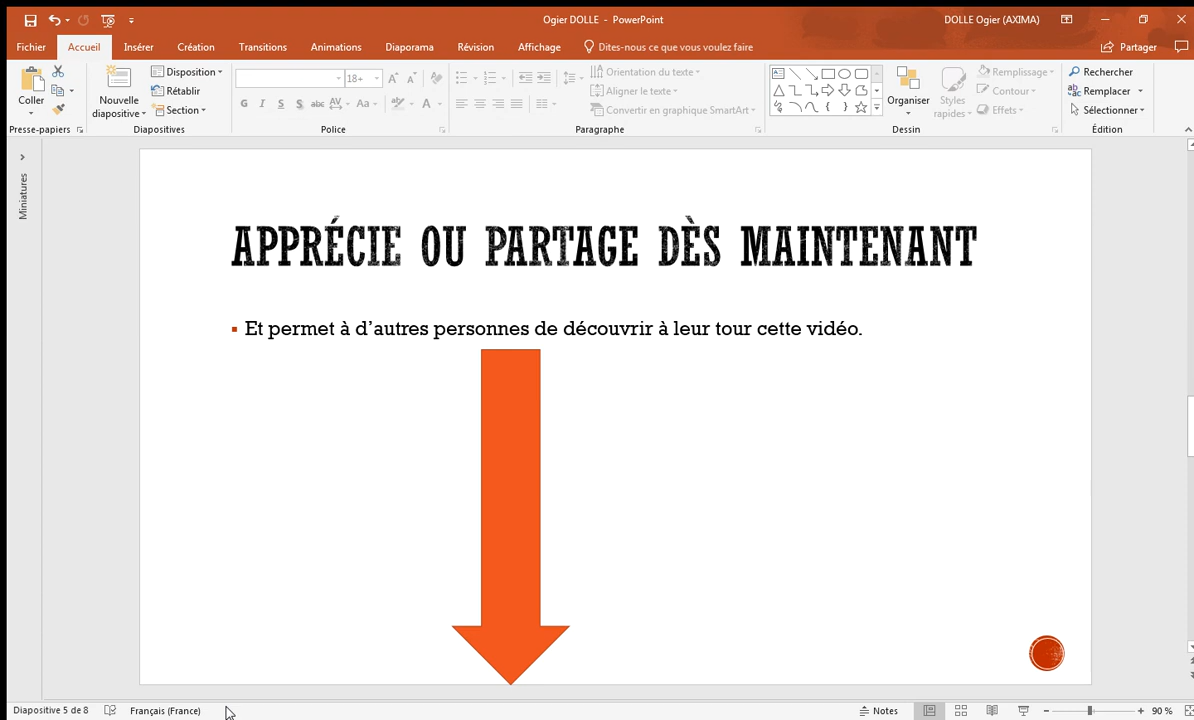 Ogier DOLLE - PowerPoint
DOLLE Ogier (AXIMA)
Fichier
Accueil
Insérer
Création
Transitions
Animations
Diaporama
Révision
Affichage
Dites-nous ce que vous voulez faire
Partager
Coller
Presse-papiers
Nouvelle
diapositive
Disposition
Rétablir
Section
Diapositives
18+
G I S S abc AV Aa
A
Police
Orientation du texte
Aligner le texte
Convertir en graphique SmartArt
Paragraphe
Organiser
Styles
rapides
Remplissage
Contour
Effets
Dessin
Rechercher
Remplacer
Sélectionner
Édition
Miniatures
APPRÉCIE OU PARTAGE DÈS MAINTENANT
Et permet à d’autres personnes de découvrir à leur tour cette vidéo.
Diapositive 5 de 8
Français (France)
Notes
90 %